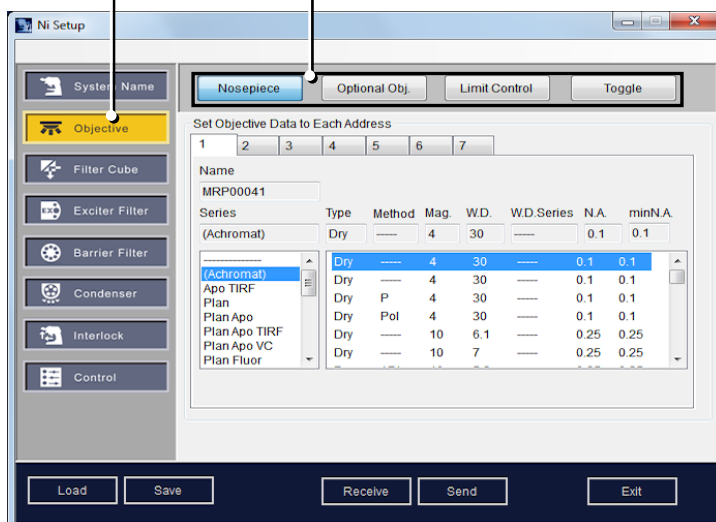 Ni Setup
System Name
Objective
Filter Cube
EXC
Exciter Filter
Barrier Filter
Condenser
Interlock
Control
Nosepiece Optional Obj. Limit Control Toggle
Set Objective Data to Each Address
1 2 3 4 5 6 7
Name
MRP00041
Series Type Method Mag. W.D. W.D.Series N.A. minN.A.
(Achromat) Dry ----- 4 30 ----- 0.1 0.1
--------------
(Achromat)
Apo TIRF
Plan
Plan Apo
Plan Apo TIRF
Plan Apo VC
Plan Fluor
Dry ----- 4 30 ----- 0.1 0.1
Dry ----- 4 30 ----- 0.1 0.1
Dry P 4 30 ----- 0.1 0.1
Dry Pol 4 30 ----- 0.1 0.1
Dry ----- 10 6.1 ----- 0.25 0.25
Dry ----- 10 7 ----- 0.25 0.25
Load Save Receive Send Exit